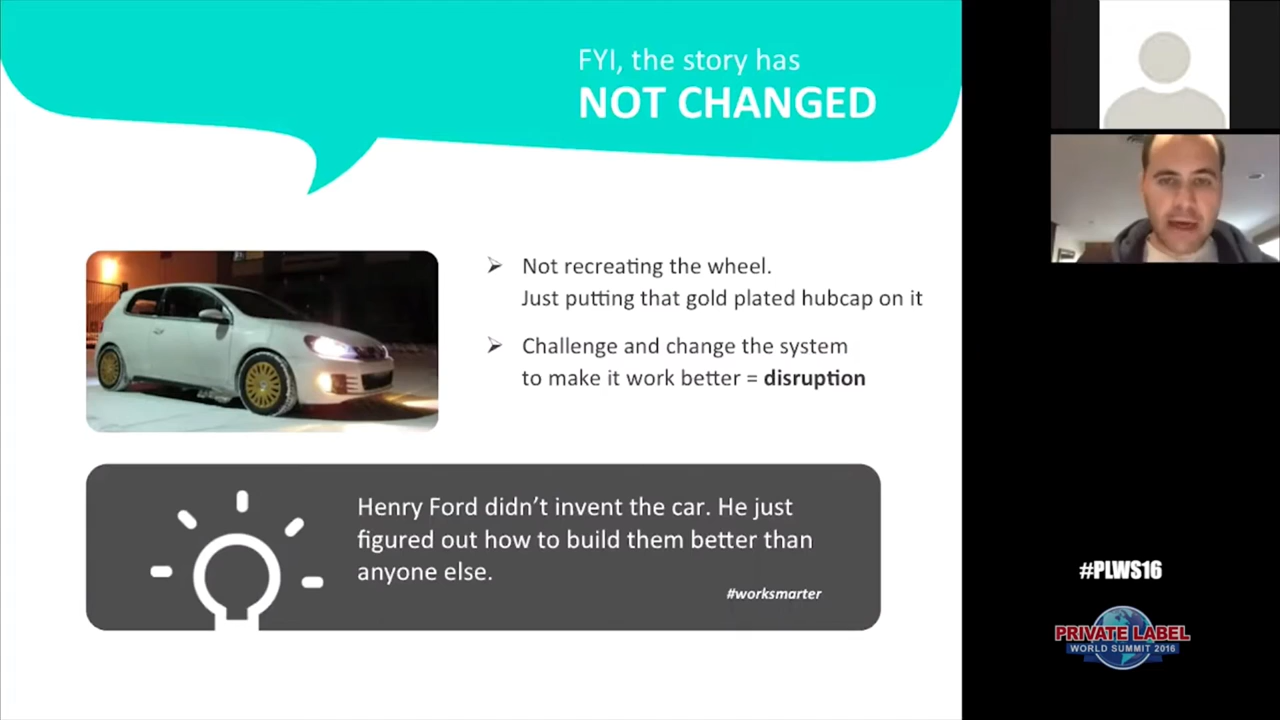 FYI, the story has
NOT CHANGED
➢ Not recreating the wheel.
Just putting that gold plated hubcap on it
➢ Challenge and change the system
to make it work better = disruption
Henry Ford didn’t invent the car. He just
figured out how to build them better than
anyone else.
#worksmarter
#PLWS16
PRIVATE LABEL
WORLD SUMMIT 2016